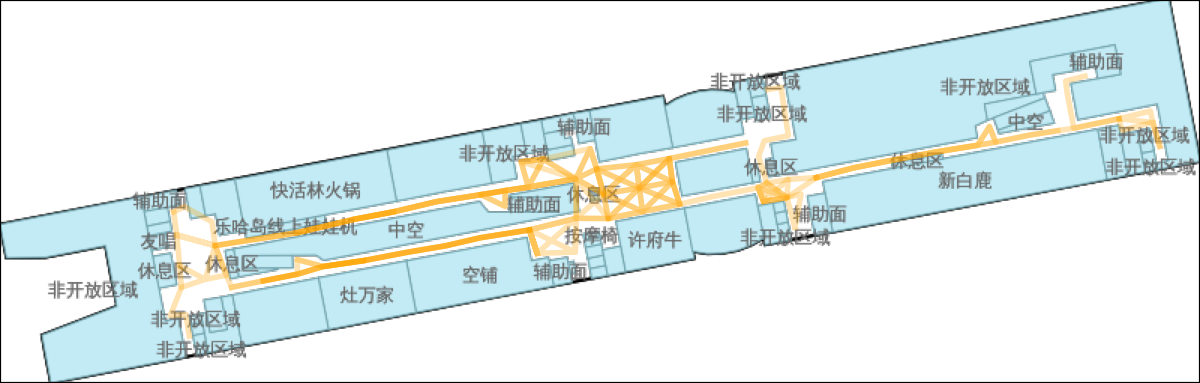 辅助面
非开放区域
非开放区域
非开放区域
中空
辅助面
非开放区域
非开放区域
非开放区域
休息区
休息区
新白鹿
快活林火锅
休息区
辅助面
辅助面
辅助面
非开放区域
乐哈岛线上娃娃机
中空
按摩椅
许府牛
友唱
休息区
休息区
辅助面
空铺
灶万家
非开放区域
非开放区域
非开放区域